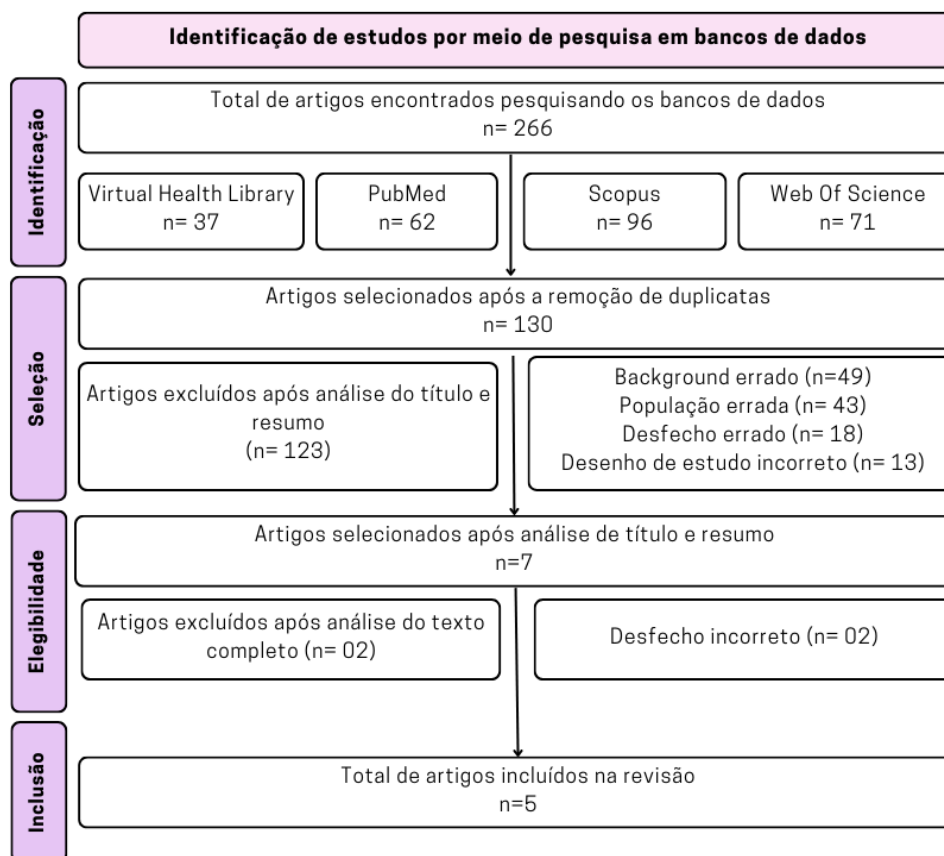 Identificação de estudos por meio de pesquisa em bancos de dados
Identificação
Total de artigos encontrados pesquisando os bancos de dados
n= 266
Virtual Health Library
n= 37
PubMed
n= 62
Scopus
n= 96
Web Of Science
n= 71
Seleção
Artigos selecionados após a remoção de duplicatas
n= 130
Artigos excluídos após análise do título e
resumo
(n= 123)
Background errado (n=49)
População errada (n= 43)
Desfecho errado (n= 18)
Desenho de estudo incorreto (n= 13)
Elegibilidade
Artigos selecionados após análise de título e resumo
n=7
Artigos excluídos após análise do texto
completo (n= 02)
Desfecho incorreto (n= 02)
Inclusão
Total de artigos incluídos na revisão
n=5